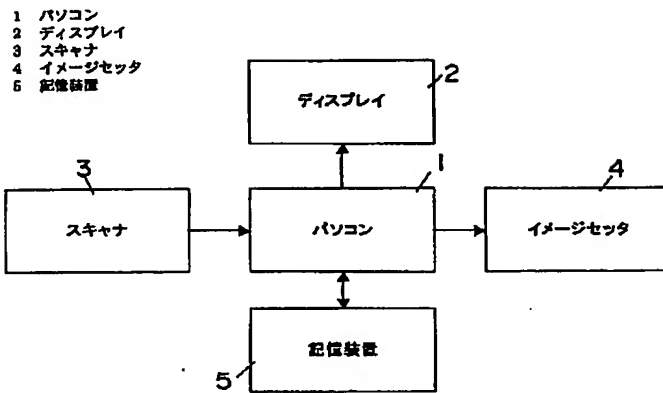 1 パソコン
2 ディスプレイ
3 スキャナ
4 イメージセッタ
5 記憶装置
2
ディスプレイ
3
1
4
スキャナ
パソコン
イメージセッタ
記憶装置
5